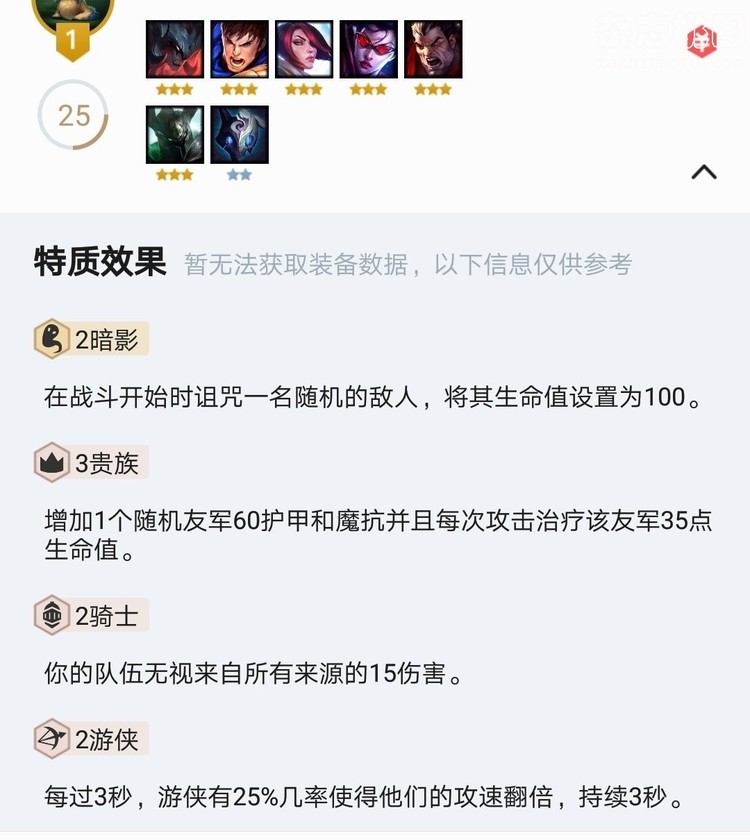 1
25
特质效果 暂无法获取装备数据，以下信息仅供参考
2暗影
在战斗开始时诅咒一名随机的敌人，将其生命值设置为100。
3贵族
增加1个随机友军60护甲和魔抗并且每次攻击治疗该友军35点
生命值。
2骑士
你的队伍无视来自所有来源的15伤害。
2游侠
每过3秒，游侠有25%几率使得他们的攻速翻倍，持续3秒。